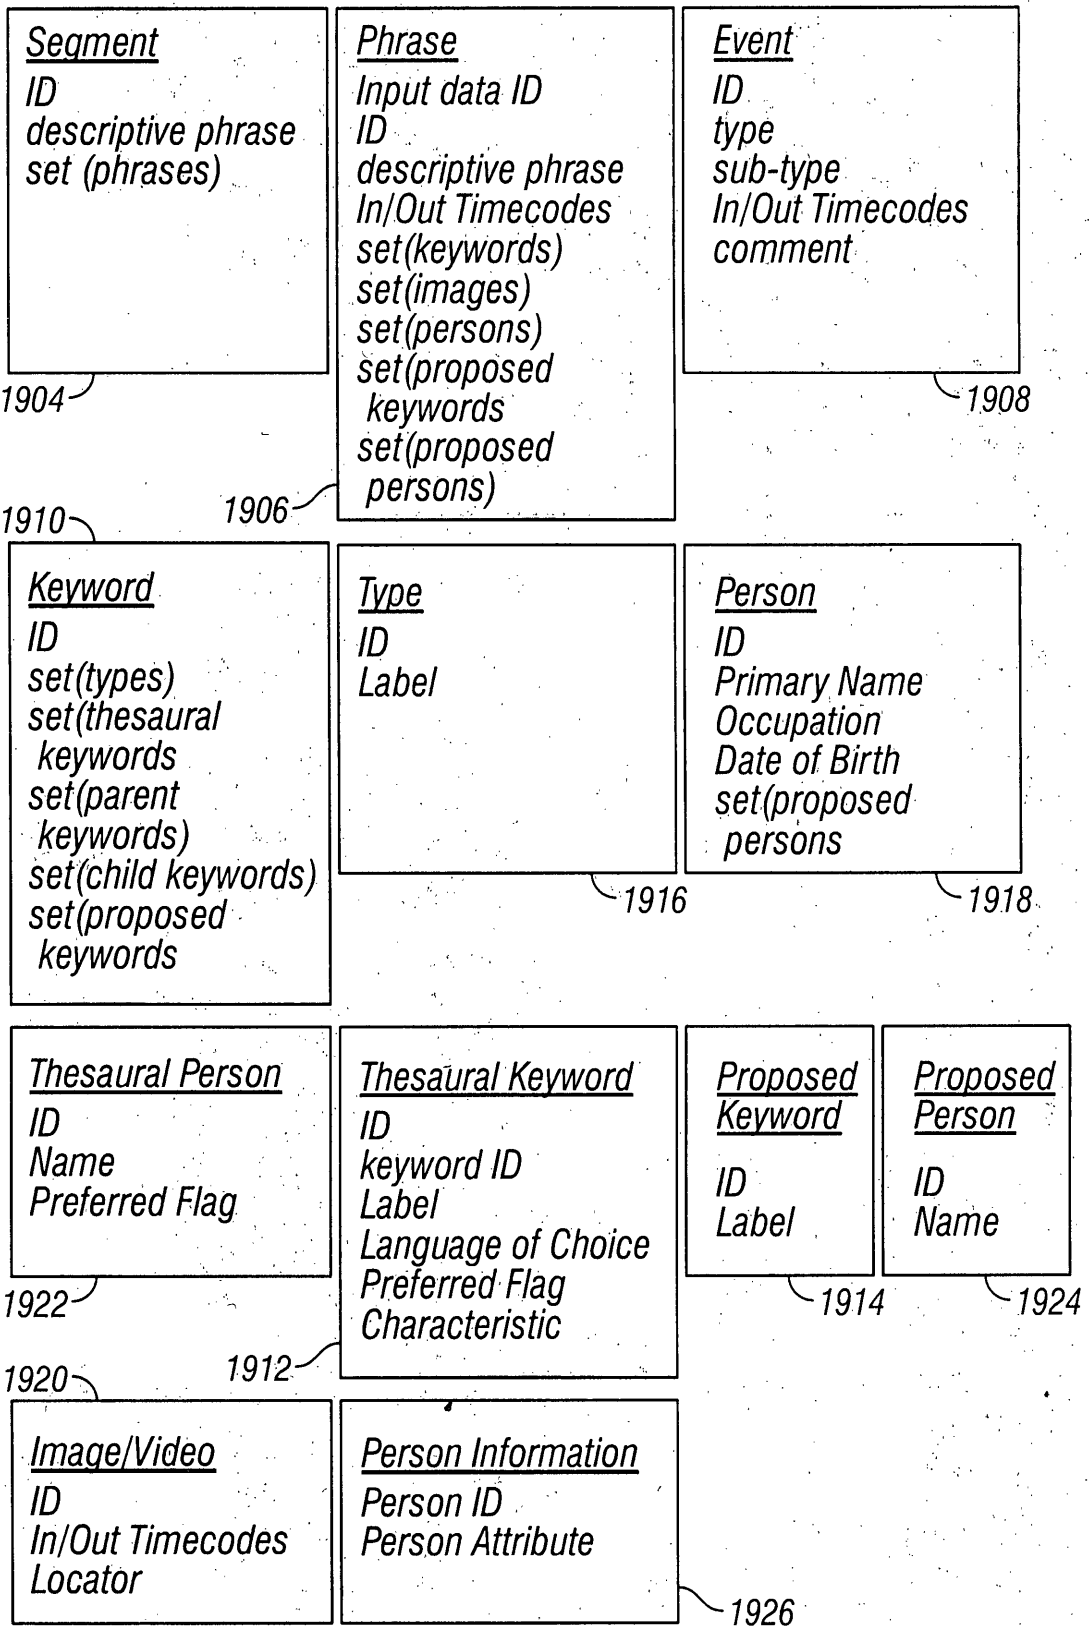 Segment
ID
descriptive phrase
set (phrases)
1904
Phrase
Input data ID
ID
descriptive phrase
In/Out Timecodes
set(keywords)
set(images)
set(persons)
set(proposed
keywords
set(proposed
persons)
1906
Event
ID
type
sub-type
In/Out Timecodes
comment
1908
1910
Keyword
ID
set(types)
set(thesaural
keywords
set(parent
keywords)
set(child keywords)
set(proposed
keywords
Type
ID
Label
1916
Person
ID
Primary Name
Occupation
Date of Birth
set(proposed
persons
1918
Thesaural Person
ID
Name
Preferred Flag
1922
Thesaural Keyword
ID
keyword ID
Label
Language of Choice
Preferred Flag
Characteristic
1912
Proposed
Keyword
ID
Label
1914
Proposed
Person
ID
Name
1924
1920
Image/Video
ID
In/Out Timecodes
Locator
Person Information
Person ID
Person Attribute
1926